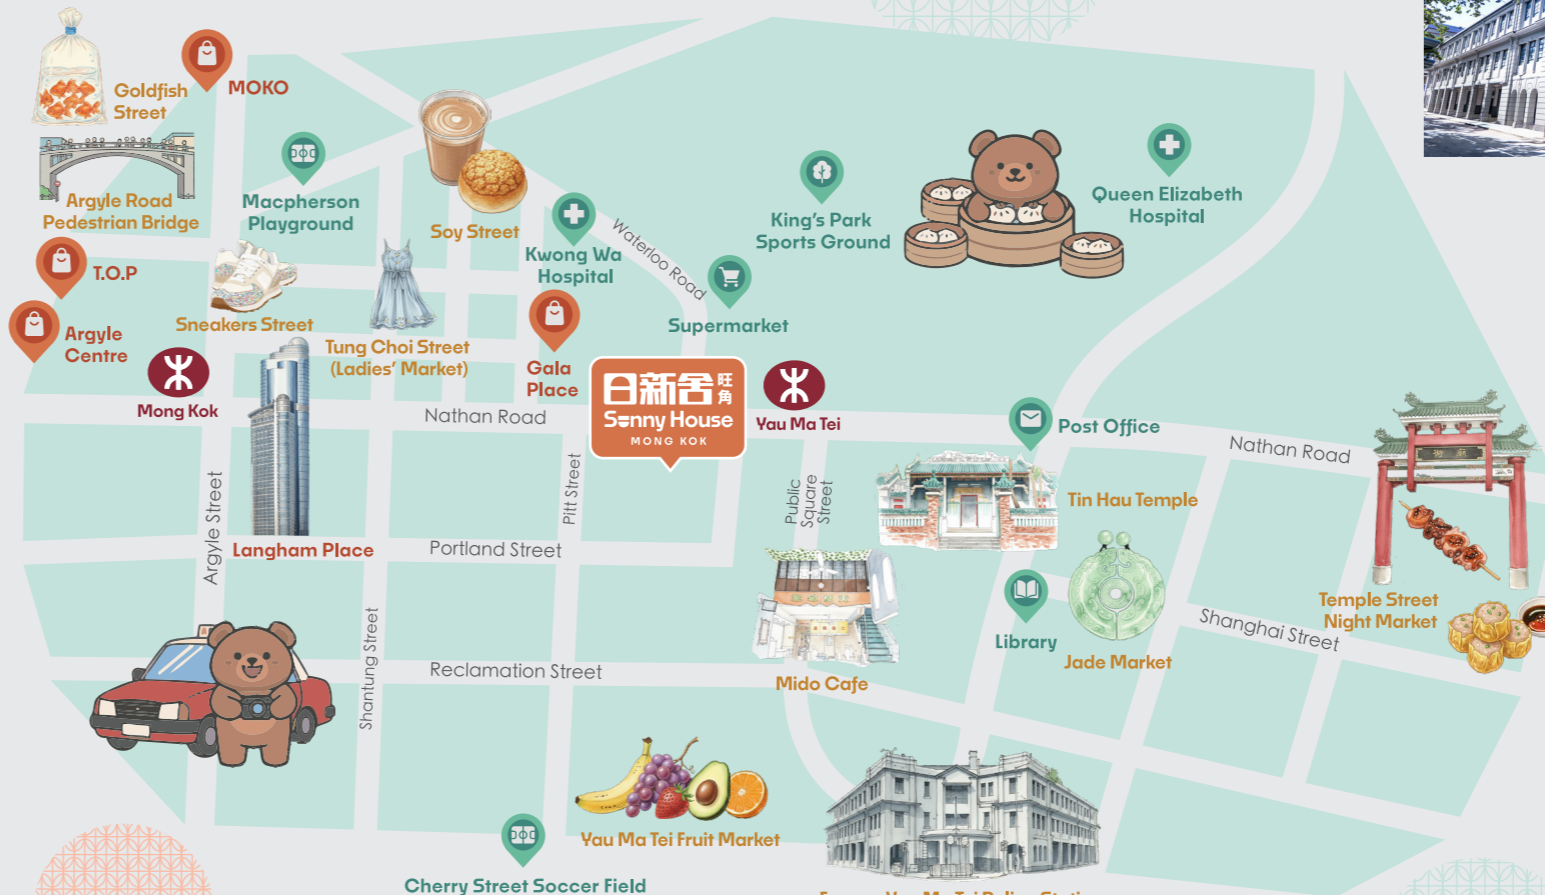 Goldfish
Street
MOKO
Argyle Road
Pedestrian Bridge
Macpherson
Playground
Soy Street
Kwong Wa
Hospital
Waterloo Road
King's Park
Sports Ground
Queen Elizabeth
Hospital
T.O.P
Argyle
Centre
Sneakers Street
Tung Choi Street
(Ladies' Market)
Gala
Place
Supermarket
Mong Kok
Nathan Road
日新舍 旺角
Sunny House
MONG KOK
Yau Ma Tei
Post Office
Nathan Road
Argyle Street
Langham Place
Portland Street
Pitt Street
Public
Square
Street
Tin Hau Temple
Library
Jade Market
Shanghai Street
Temple Street
Night Market
Shantung Street
Reclamation Street
Mido Cafe
Yau Ma Tei Fruit Market
Cherry Street Soccer Field